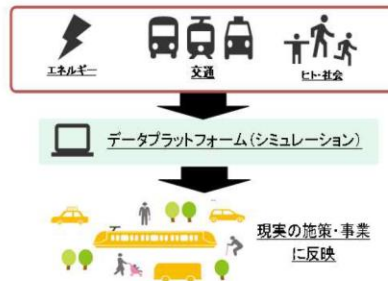 エネルギー
交通
ヒト・社会
データプラットフォーム(シミュレーション)
現実の施策・事業
に反映